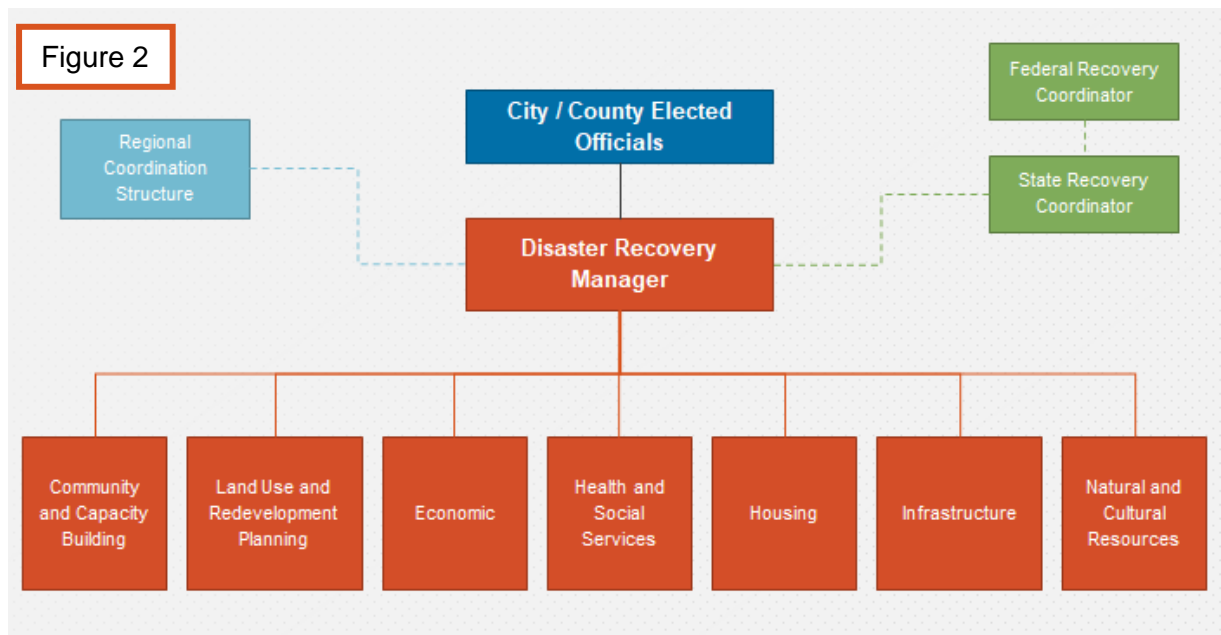 Figure 2
Federal Recovery
Coordinator
City / County Elected
Officials
Regional
Coordination
Structure
State Recovery
Coordinator
Disaster Recovery
Manager
Community
and Capacity
Building
Land Use and
Redevelopment
Planning
Economic
Health and
Social
Services
Housing
Infrastructure
Natural and
Cultural
Resources